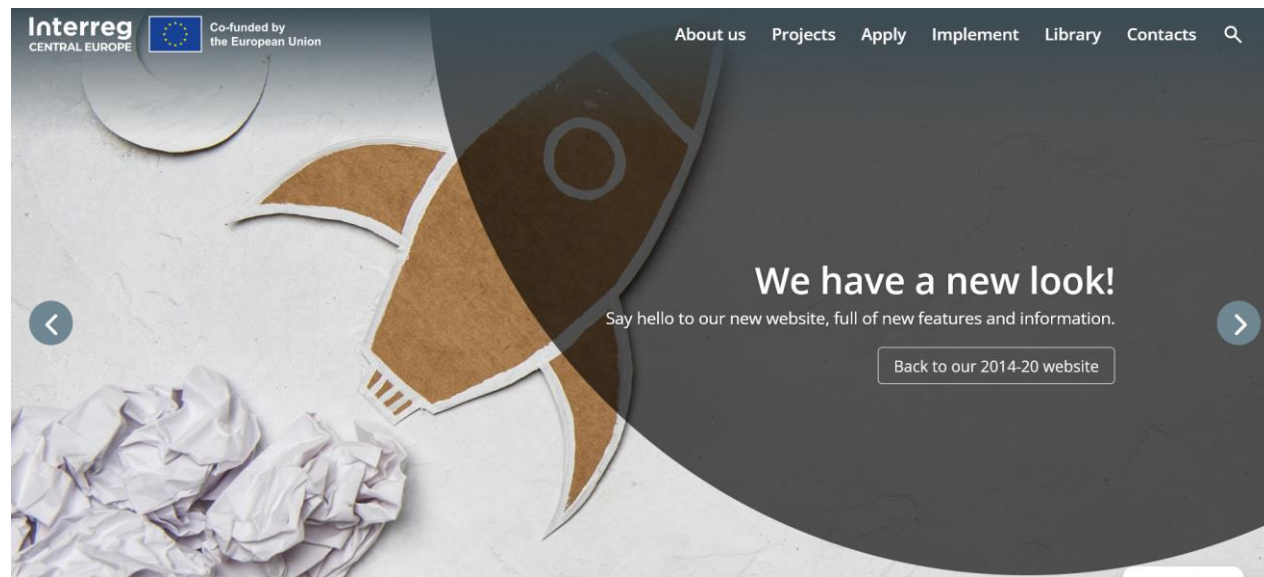 Interreg
CENTRAL EUROPE
Co-funded by
the European Union
About us Projects Apply Implement Library Contacts
We have a new look!
Say hello to our new website, full of new features and information.
Back to our 2014-20 website